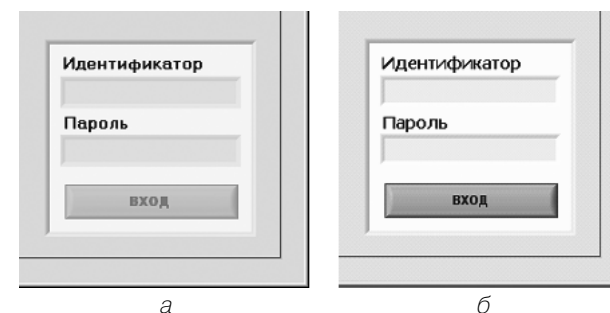 Идентификатор
Пароль
ВХОД
а
Идентификатор
Пароль
ВХОД
б